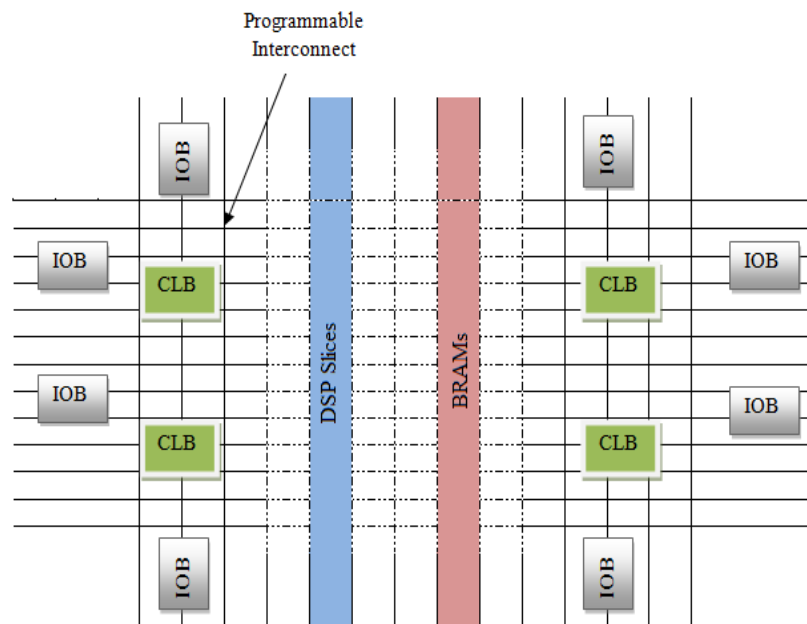 Programmable
Interconnect
IOB
IOB
IOB
IOB
CLB
CLB
DSP Slices
BRAMs
IOB
IOB
CLB
CLB
IOB
IOB